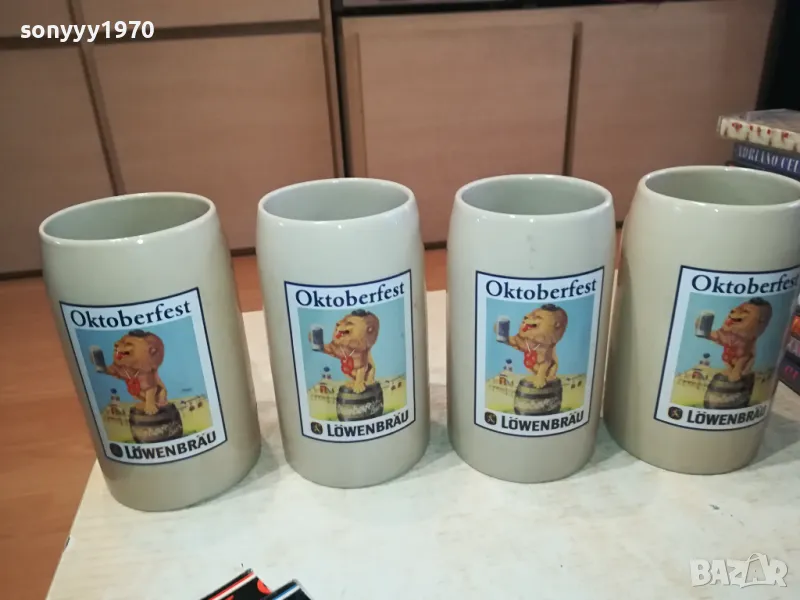 sonyyy1970
ADRIANO CEL
Oktoberfest
LÖWENBRÄU
Oktoberfest
LÖWENBRÄU
Oktoberfest
LÖWENBRÄU
Oktoberfest
LÖWENBRÄU
BAZAR